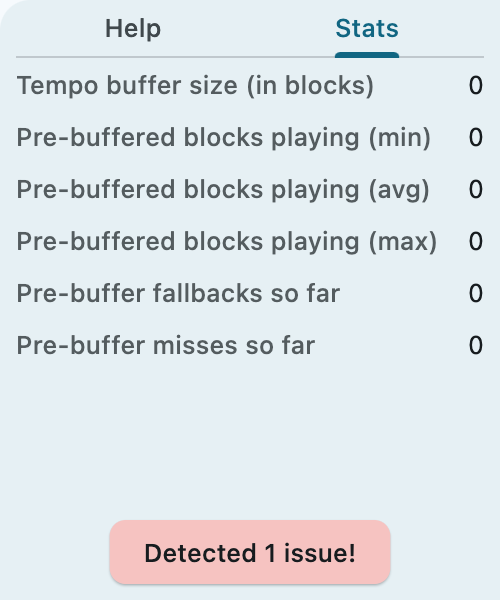 Help Stats
Tempo buffer size (in blocks) 0
Pre-buffered blocks playing (min) 0
Pre-buffered blocks playing (avg) 0
Pre-buffered blocks playing (max) 0
Pre-buffer fallbacks so far 0
Pre-buffer misses so far 0
Detected 1 issue!